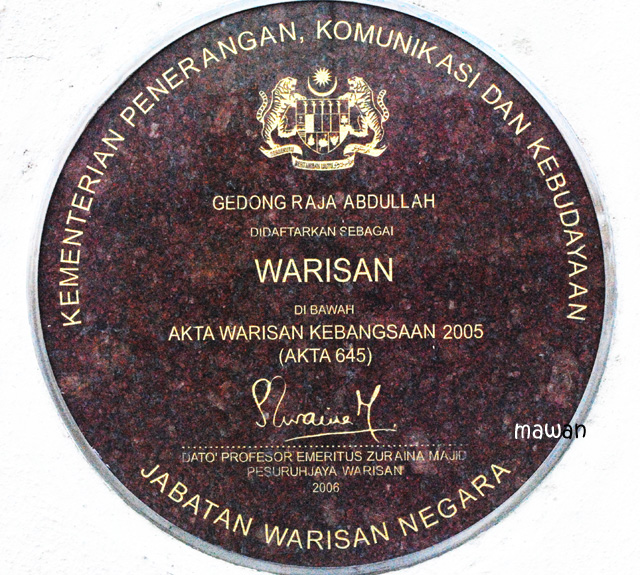 KEMENTERIAN PENERANGAN, KOMUNIKASI DAN KEBUDAYAAN
GEDONG RAJA ABDULLAH
DIDAFTARKAN SEBAGAI
WARISAN
DI BAWAH
AKTA WARISAN KEBANGSAAN 2005
(AKTA 645)
mawan
DATO' PROFESOR EMERITUS ZURAINA MAJID
PESURUHJAYA WARISAN
2006
JABATAN WARISAN NEGARA